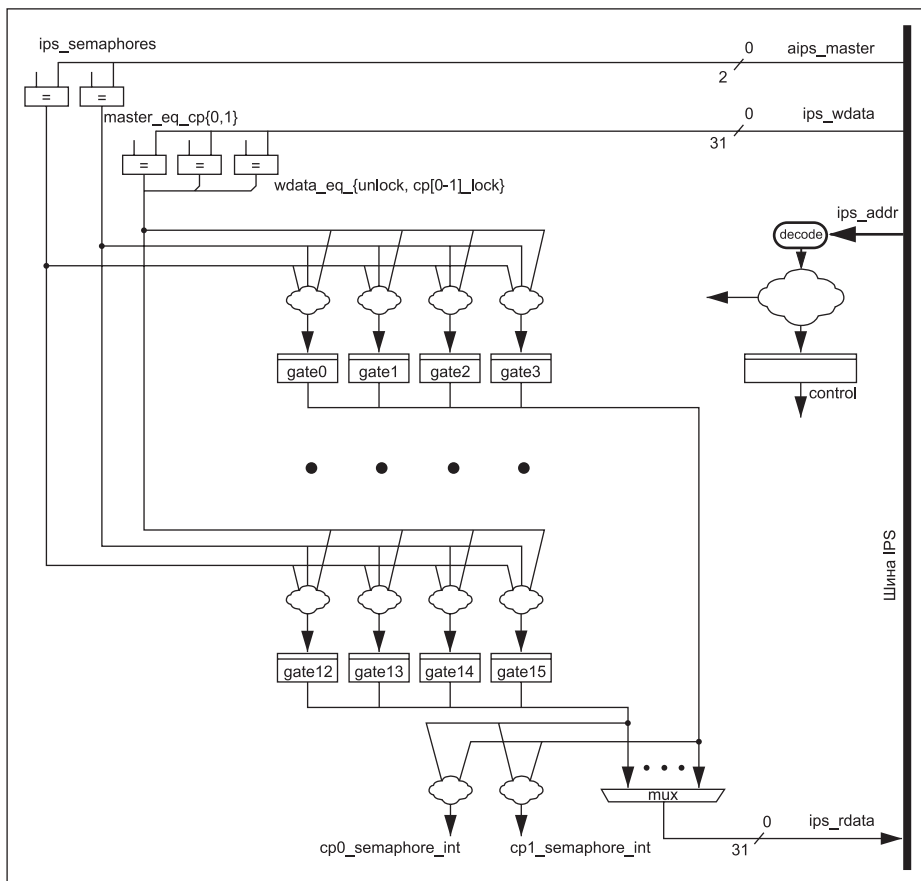 ips_semaphores
0
aips_master
2
=
=
master_eq_cp{0,1}
0
ips_wdata
31
=
=
=
wdata_eq_{unlock, cp[0-1]_lock}
ips_addr
decode
gate0
gate1
gate2
gate3
control
Шина IPS
gate12
gate13
gate14
gate15
mux
0
ips_rdata
31
cp0_semaphore_int
cp1_semaphore_int